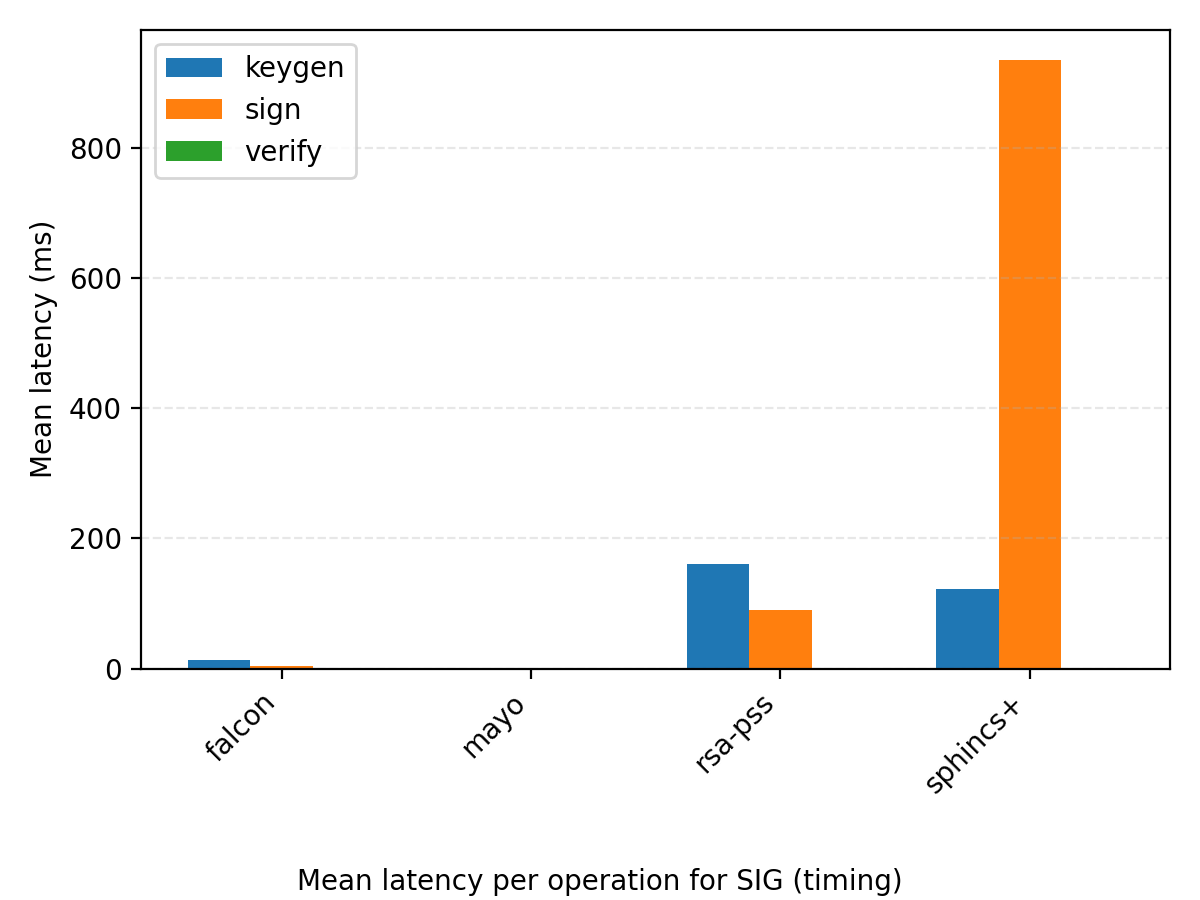 keygen
sign
verify
Mean latency (ms)
800
600
400
200
0
falcon
mayo
rsa-pss
sphincs+
Mean latency per operation for SIG (timing)